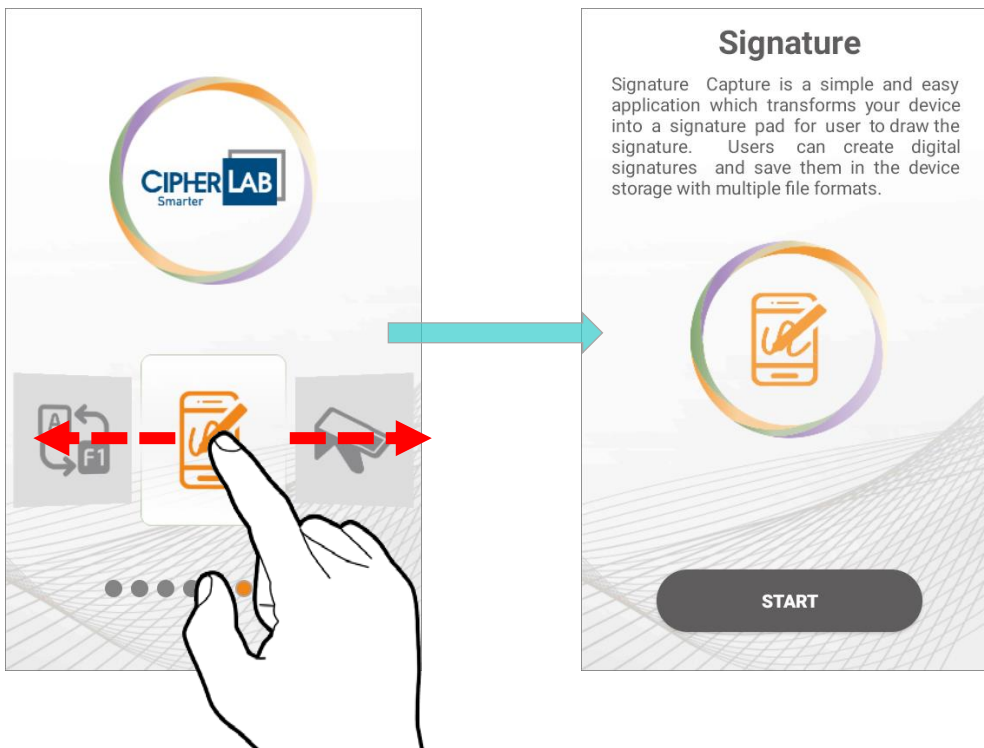 CIPHERLAB
Smarter
A
F1
Signature
Signature Capture is a simple and easy
application which transforms your device
into a signature pad for user to draw the
signature. Users can create digital
signatures and save them in the device
storage with multiple file formats.
START